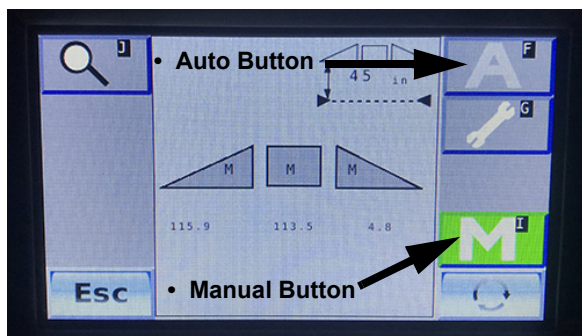 J
• Auto Button
A
F
45 in
G
M M M
115.9 113.5 4.8
M
I
• Manual Button
Esc